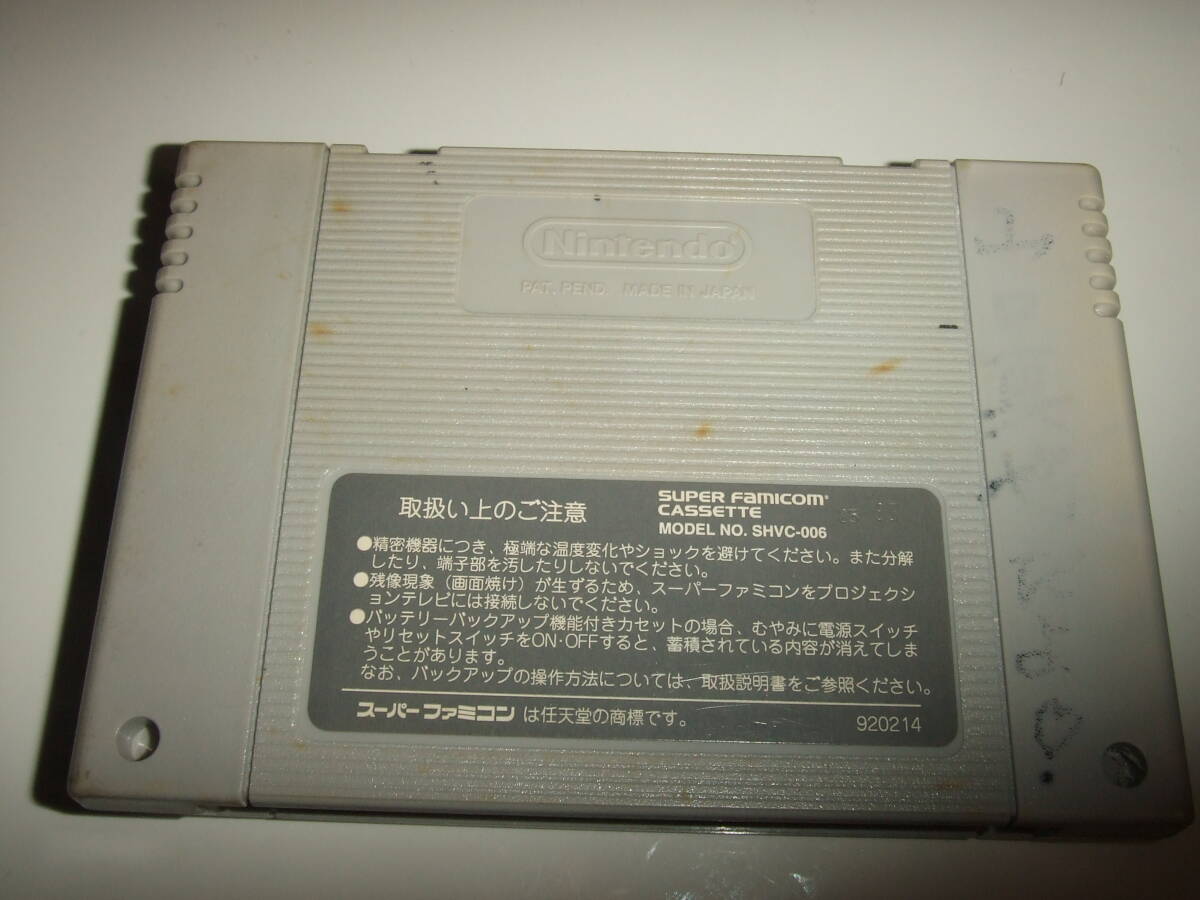 Nintendo®
PAT. PEND. MADE IN JAPAN
取扱い上のご注意
SUPER FAMICOM®
CASSETTE
MODEL NO. SHVC-006
●精密機器につき、極端な温度変化やショックを避けてください。また分解
したり、端子部を汚したりしないでください。
●残像現象（画面焼け）が生ずるため、スーパーファミコンをプロジェクシ
ョンテレビには接続しないでください。
●バッテリーバックアップ機能付きカセットの場合、むやみに電源スイッチ
やリセットスイッチをON・OFFすると、蓄積されている内容が消えてしま
うことがあります。
なお、バックアップの操作方法については、取扱説明書をご参照ください。
スーパーファミコン は任天堂の商標です。
920214